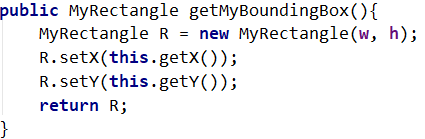 public MyRectangle getMyBoundingBox(){
    MyRectangle R = new MyRectangle(w, h);
    R.setX(this.getX());
    R.setY(this.getY());
    return R;
}